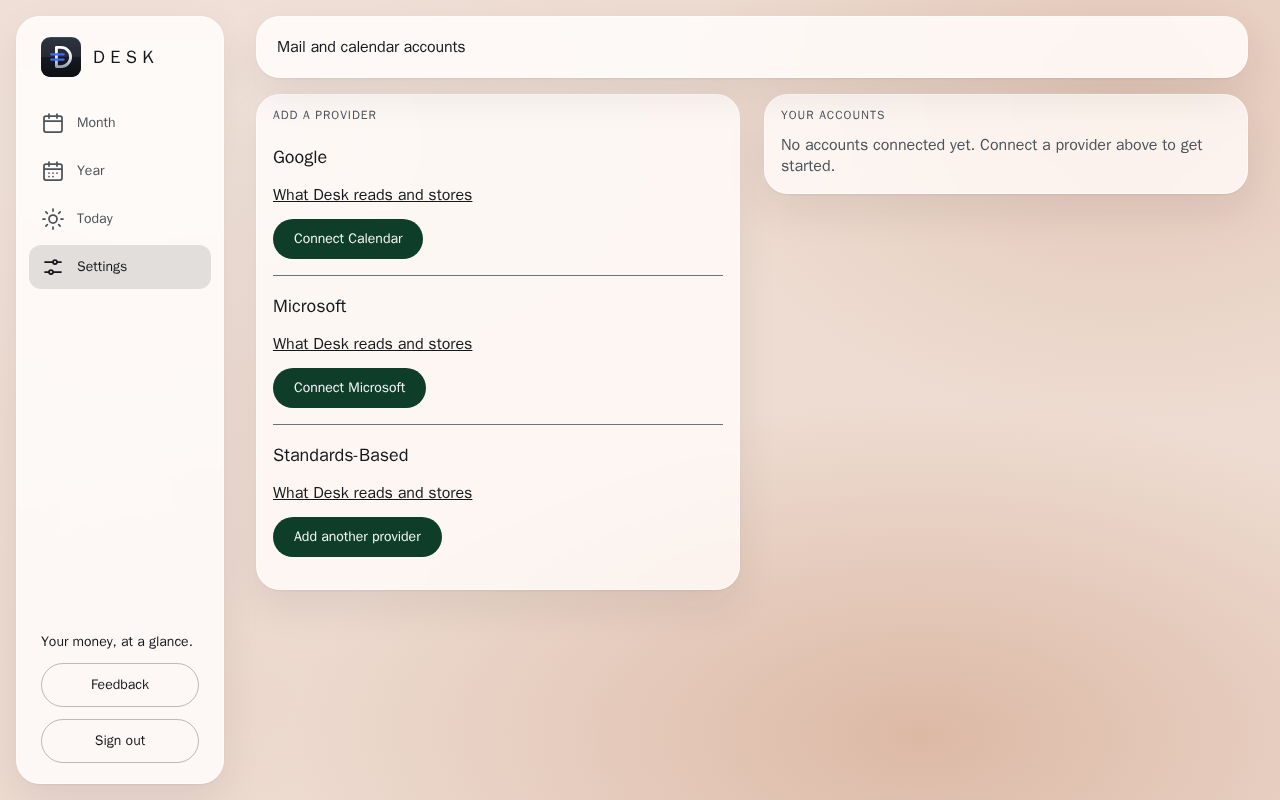 DESK
Month
Year
Today
Settings
Your money, at a glance.
Feedback
Sign out
Mail and calendar accounts
ADD A PROVIDER
Google
What Desk reads and stores
Connect Calendar
Microsoft
What Desk reads and stores
Connect Microsoft
Standards-Based
What Desk reads and stores
Add another provider
YOUR ACCOUNTS
No accounts connected yet. Connect a provider above to get
started.